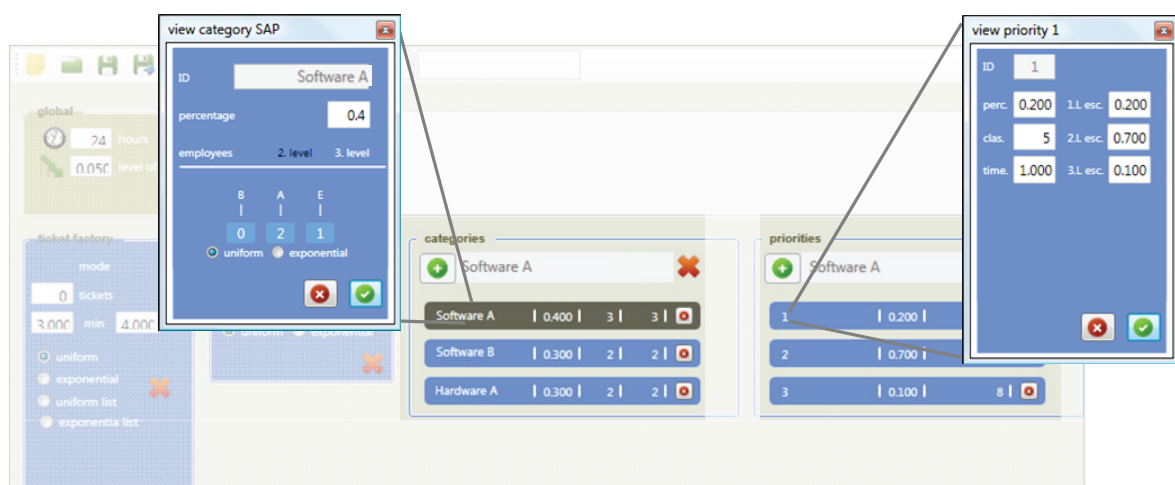 view category SAP
ID Software A
percentage 0.4
employees 2. level 3. level
B A E
0 2 1
uniform exponential
view priority 1
ID 1
perc. 0.200 1.L esc. 0.200
clas. 5 2.L esc. 0.700
time. 1.000 3.L esc. 0.100
global
24 hours
0.050 level of
ticket factory
mode
0 tickets
3.000 min 4.000
uniform
exponential
uniform list
exponentia list
uniform exponential
categories
Software A
Software A 0.400 3 3
Software B 0.300 2 2
Hardware A 0.300 2 2
priorities
Software A
1 0.200
2 0.700
3 0.100 8